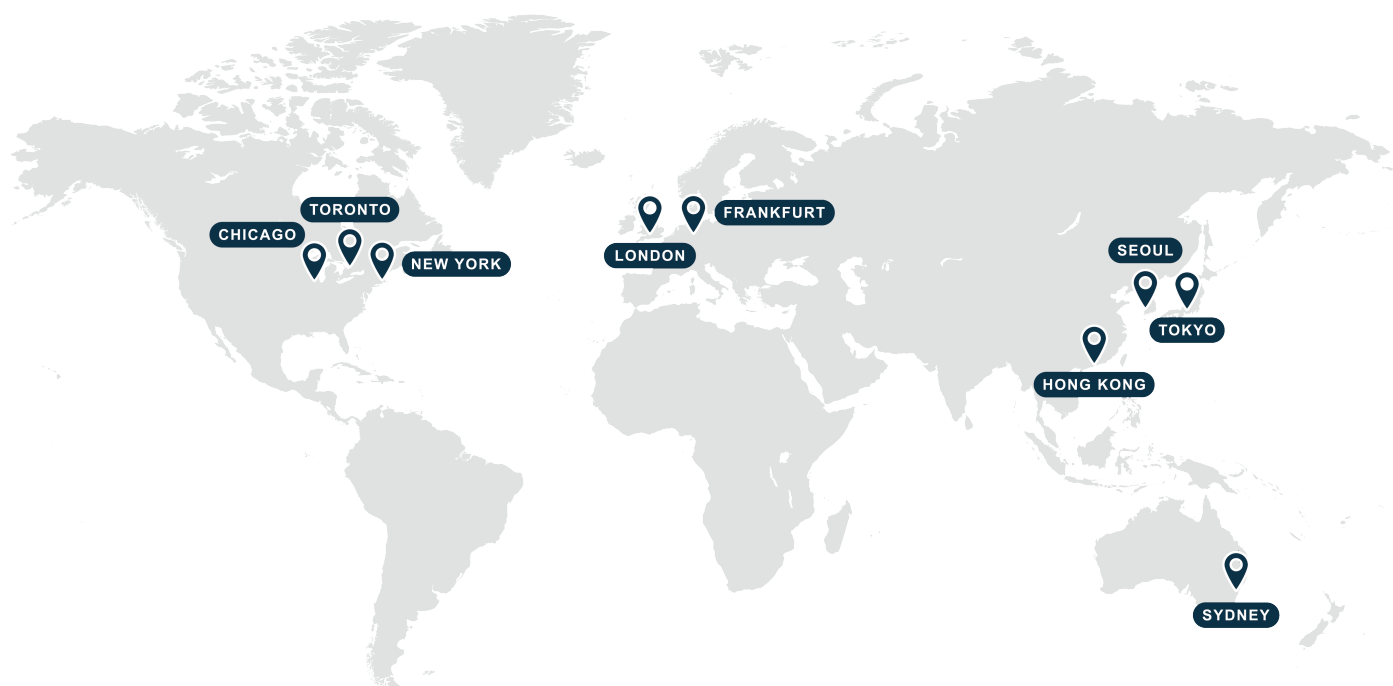 TORONTO
CHICAGO
NEW YORK
FRANKFURT
LONDON
SEOUL
TOKYO
HONG KONG
SYDNEY